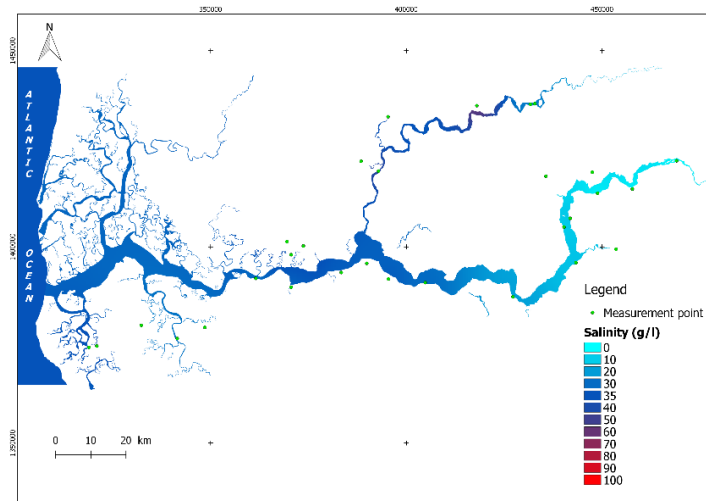 350000
400000
450000
1450000
N
ATLANTIC
OCEAN
1400000
1350000
0 10 20 km
Legend
Measurement point
Salinity (g/l)
0
10
20
30
35
40
50
60
70
80
90
100